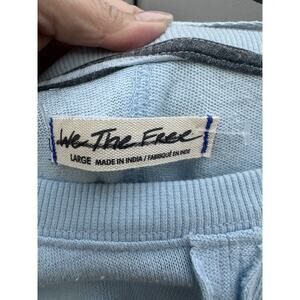 We The Free
LARGE MADE IN INDIA / FABRIQUÉ EN INDE